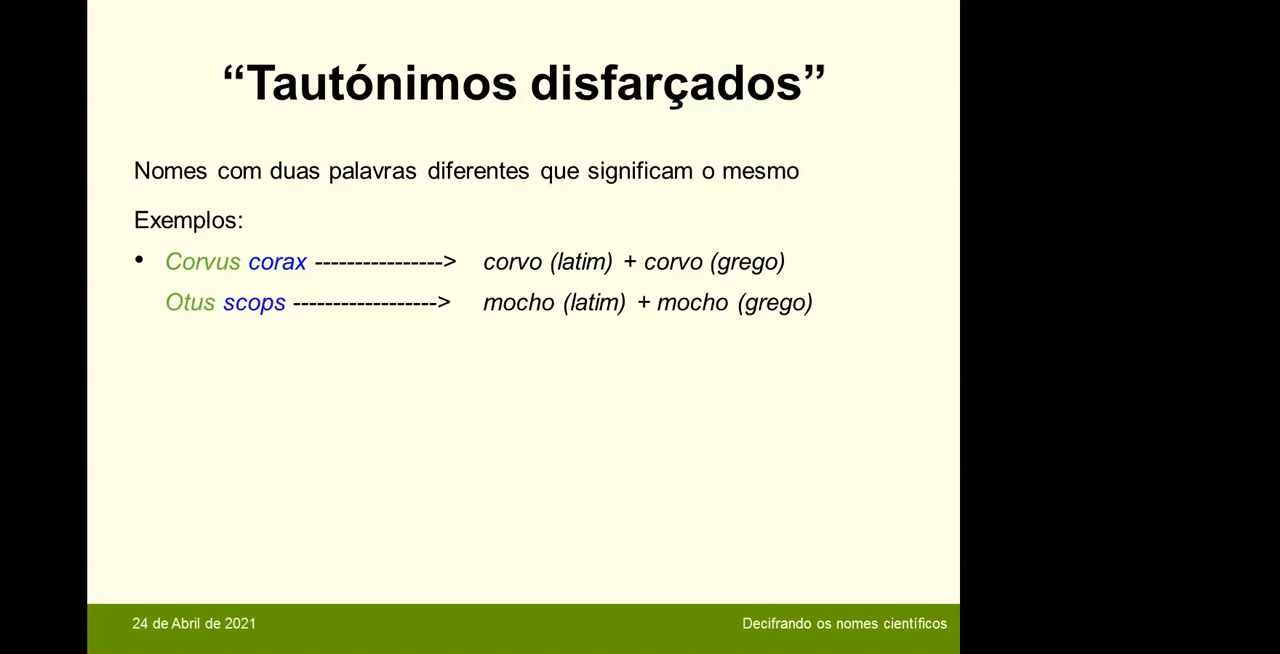 “Tautónimos disfarçados”
Nomes com duas palavras diferentes que significam o mesmo
Exemplos:
• Corvus corax ----------------> corvo (latim) + corvo (grego)
Otus scops ------------------> mocho (latim) + mocho (grego)
24 de Abril de 2021 Decifrando os nomes científicos